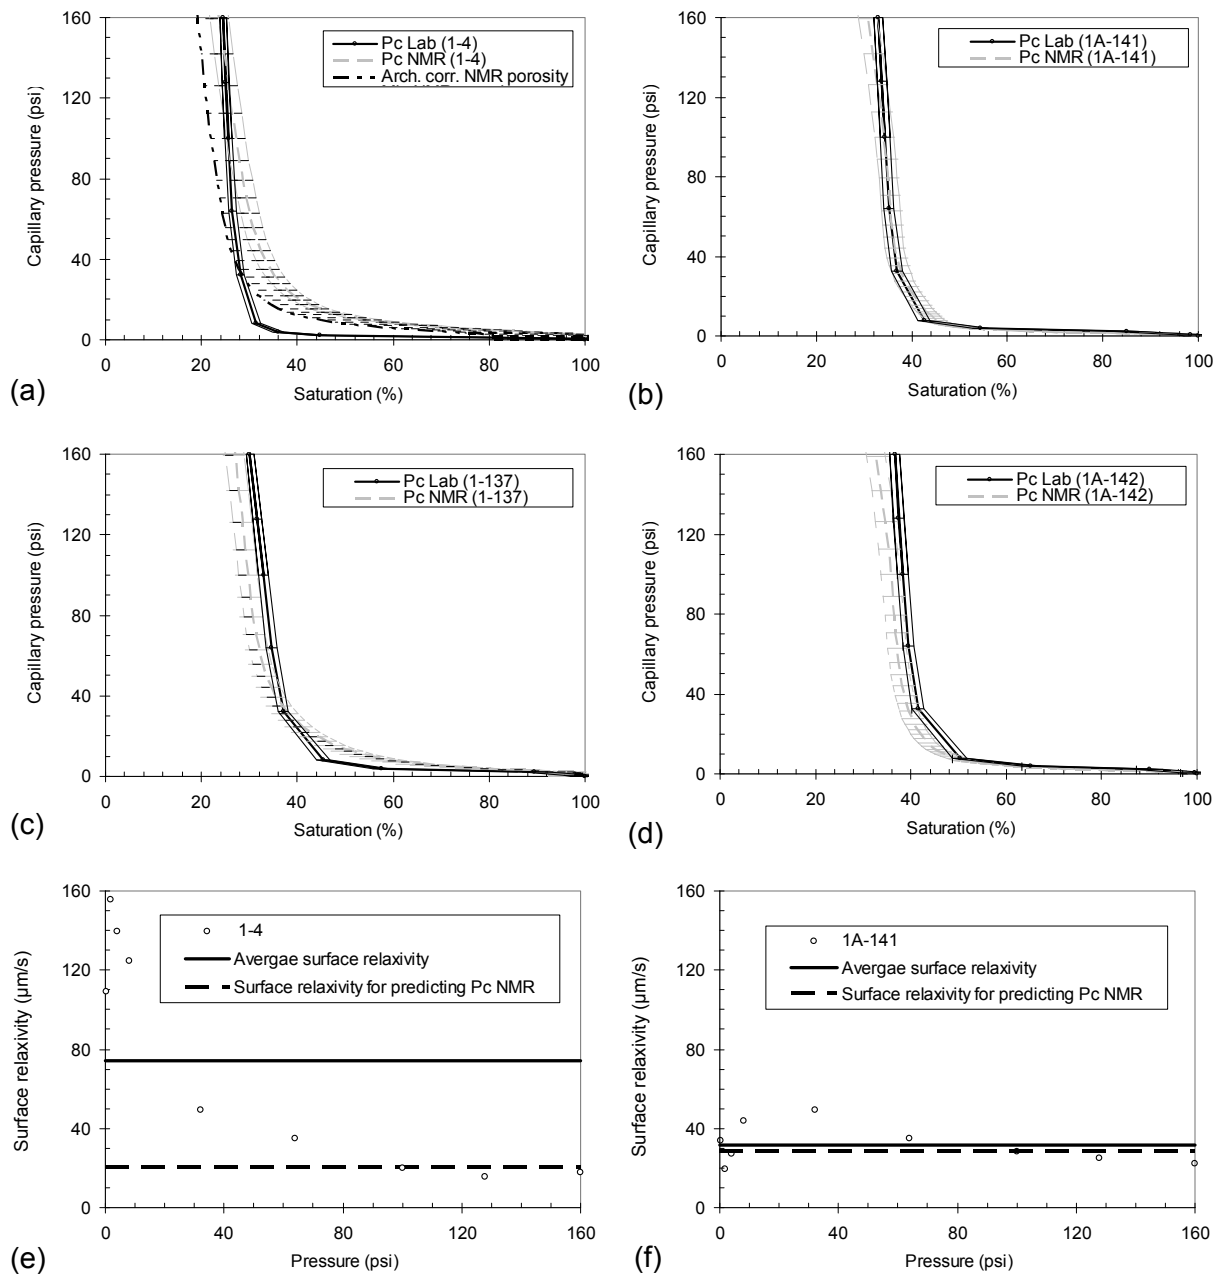 160
120
80
40
0
Capillary pressure (psi)
Pc Lab (1-4)
Pc NMR (1-4)
Arch. corr. NMR porosity
0 20 40 60 80 100
Saturation (%)
(a)
160
120
80
40
0
Capillary pressure (psi)
Pc Lab (1A-141)
Pc NMR (1A-141)
0 20 40 60 80 100
Saturation (%)
(b)
160
120
80
40
0
Capillary pressure (psi)
Pc Lab (1-137)
Pc NMR (1-137)
0 20 40 60 80 100
Saturation (%)
(c)
160
120
80
40
0
Capillary pressure (psi)
Pc Lab (1A-142)
Pc NMR (1A-142)
0 20 40 60 80 100
Saturation (%)
(d)
160
120
80
40
0
Surface relaxivity (µm/s)
1-4
Avergae surface relaxivity
Surface relaxivity for predicting Pc NMR
0 40 80 120 160
Pressure (psi)
(e)
160
120
80
40
0
Surface relaxivity (µm/s)
1A-141
Avergae surface relaxivity
Surface relaxivity for predicting Pc NMR
0 40 80 120 160
Pressure (psi)
(f)